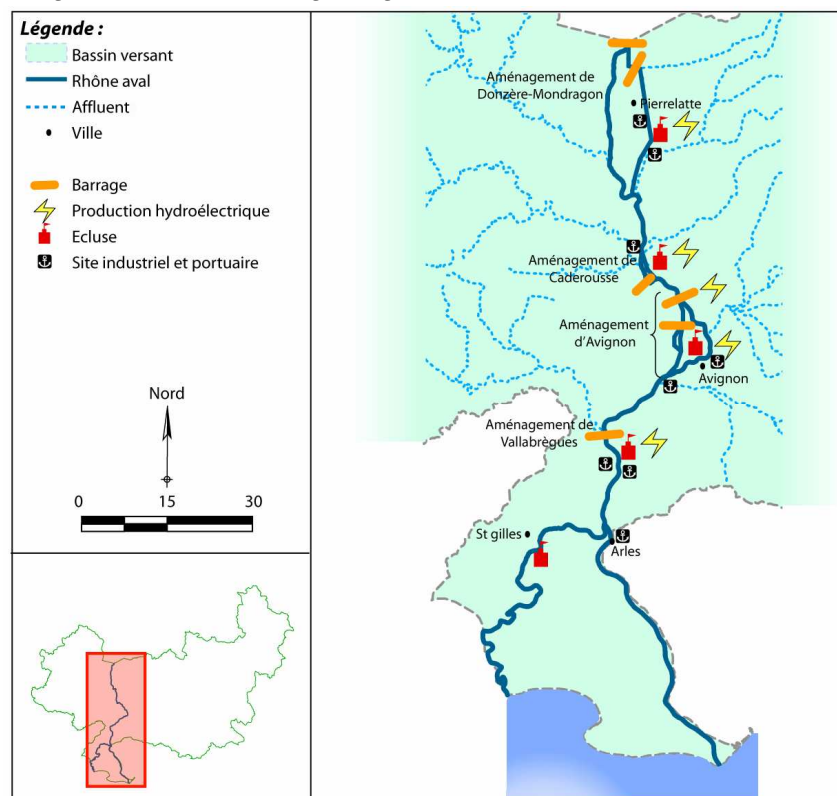 Légende :
Bassin versant
Rhône aval
Affluent
Ville
Barrage
Production hydroélectrique
Ecluse
Site industriel et portuaire
Nord
0 15 30
Aménagement de
Donzère-Mondragon
Pierrelatte
Aménagement de
Caderousse
Aménagement
d'Avignon
Avignon
Aménagement de
Vallabrègues
St gilles
Arles